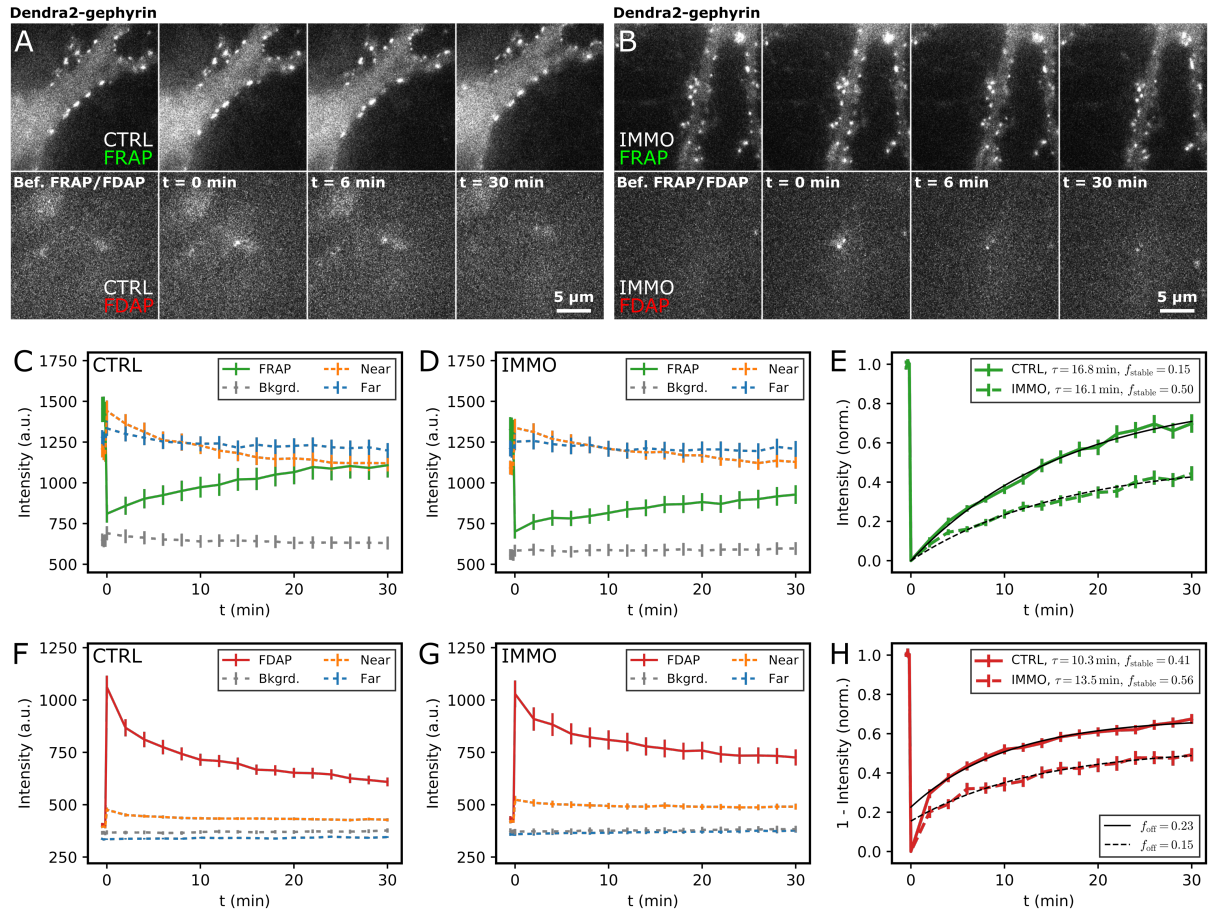 Dendra2-gephyrin
A
CTRL
FRAP
Bef. FRAP/FDAP
t = 0 min
t = 6 min
t = 30 min
CTRL
FDAP
5 µm
Dendra2-gephyrin
B
IMMO
FRAP
Bef. FRAP/FDAP
t = 0 min
t = 6 min
t = 30 min
IMMO
FDAP
5 µm
C
CTRL
FRAP
Bkgrd.
Near
Far
1750
1500
1250
1000
750
500
Intensity (a.u.)
0 10 20 30
t (min)
D
IMMO
FRAP
Bkgrd.
Near
Far
1750
1500
1250
1000
750
500
Intensity (a.u.)
0 10 20 30
t (min)
E
CTRL, τ = 16.8 min, f_stable = 0.15
IMMO, τ = 16.1 min, f_stable = 0.50
1.0
0.8
0.6
0.4
0.2
0.0
Intensity (norm.)
0 10 20 30
t (min)
F
CTRL
FDAP
Bkgrd.
Near
Far
1250
1000
750
500
250
Intensity (a.u.)
0 10 20 30
t (min)
G
IMMO
FDAP
Bkgrd.
Near
Far
1250
1000
750
500
250
Intensity (a.u.)
0 10 20 30
t (min)
H
CTRL, τ = 10.3 min, f_stable = 0.41
IMMO, τ = 13.5 min, f_stable = 0.56
1.0
0.8
0.6
0.4
0.2
0.0
1 - Intensity (norm.)
f_off = 0.23
f_off = 0.15
0 10 20 30
t (min)